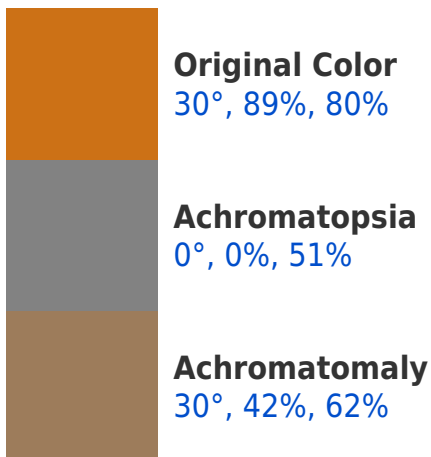 Original Color
30°, 89%, 80%
Achromatopsia
0°, 0%, 51%
Achromatomaly
30°, 42%, 62%